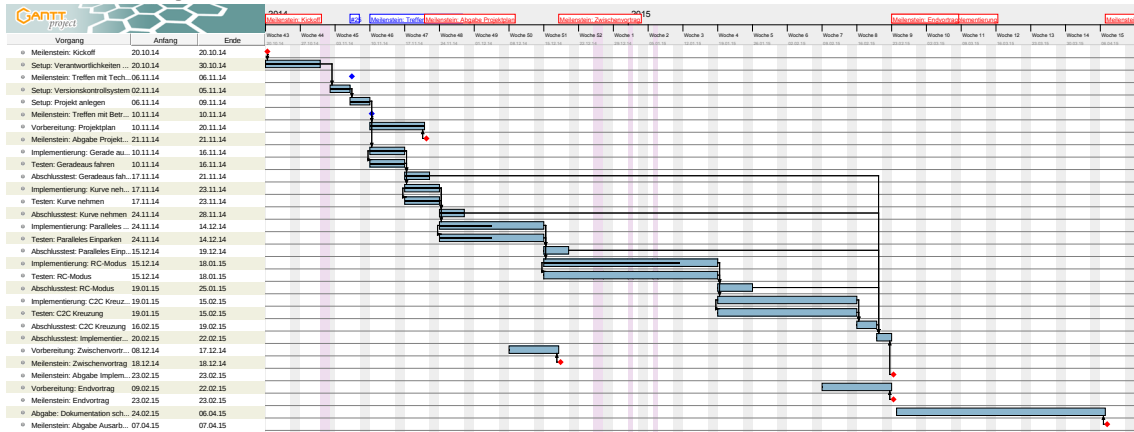 GANTT
project
2014
2015
Meilenstein: Kickoff
Meilenstein: Treffen
Meilenstein: Abgabe Projektplan
Meilenstein: Zwischenvortrag
Meilenstein: Endvortrag
Vorgang Anfang Ende
Woche 43 Woche 44 Woche 45 Woche 46 Woche 47 Woche 48 Woche 49 Woche 50 Woche 51 Woche 52 Woche 1 Woche 2 Woche 3 Woche 4 Woche 5 Woche 6 Woche 7 Woche 8 Woche 9 Woche 10 Woche 11 Woche 12 Woche 13 Woche 14 Woche 15
Meilenstein: Kickoff 20.10.14 20.10.14
Setup: Verantwortlichkeiten ... 20.10.14 30.10.14
Meilenstein: Treffen mit Tech... 06.11.14 06.11.14
Setup: Versionskontrollsystem 02.11.14 05.11.14
Setup: Projekt anlegen 06.11.14 09.11.14
Meilenstein: Treffen mit Betr... 10.11.14 10.11.14
Vorbereitung: Projektplan 10.11.14 20.11.14
Meilenstein: Abgabe Projekt... 21.11.14 21.11.14
Implementierung: Gerade au... 10.11.14 16.11.14
Testen: Geradeaus fahren 10.11.14 16.11.14
Abschlusstest: Geradeaus fah... 17.11.14 21.11.14
Implementierung: Kurve neh... 17.11.14 23.11.14
Testen: Kurve nehmen 17.11.14 23.11.14
Abschlusstest: Kurve nehmen 24.11.14 28.11.14
Implementierung: Paralleles ... 24.11.14 14.12.14
Testen: Paralleles Einparken 24.11.14 14.12.14
Abschlusstest: Paralleles Einp... 15.12.14 19.12.14
Implementierung: RC-Modus 15.12.14 18.01.15
Testen: RC-Modus 15.12.14 18.01.15
Abschlusstest: RC-Modus 19.01.15 25.01.15
Implementierung: C2C Kreuz... 19.01.15 15.02.15
Testen: C2C Kreuzung 19.01.15 15.02.15
Abschlusstest: C2C Kreuzung 16.02.15 19.02.15
Abschlusstest: Implementier... 20.02.15 22.02.15
Vorbereitung: Zwischenvortr... 08.12.14 17.12.14
Meilenstein: Zwischenvortrag 18.12.14 18.12.14
Meilenstein: Abgabe Implem... 23.02.15 23.02.15
Vorbereitung: Endvortrag 09.02.15 22.02.15
Meilenstein: Endvortrag 23.02.15 23.02.15
Abgabe: Dokumentation sch... 24.02.15 06.04.15
Meilenstein: Abgabe Ausarb... 07.04.15 07.04.15